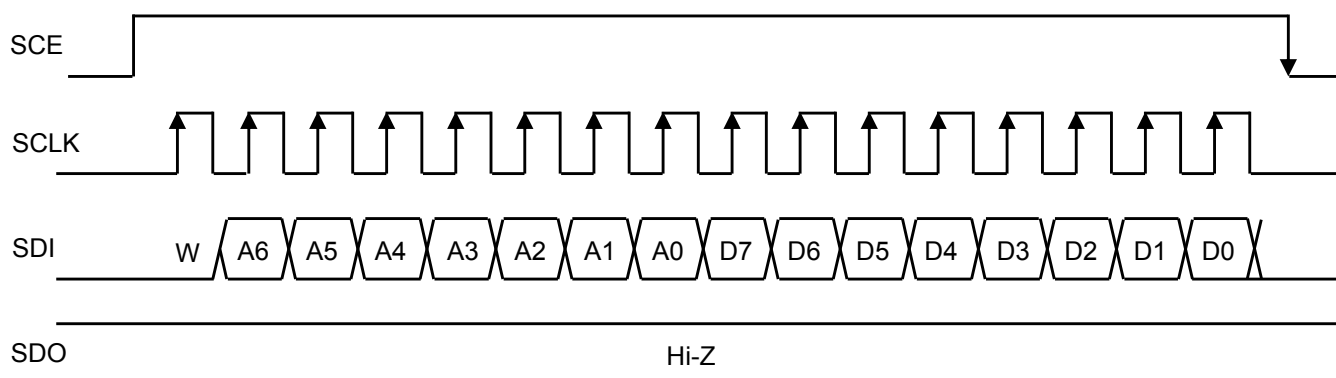 SCE
SCLK
SDI W A6 A5 A4 A3 A2 A1 A0 D7 D6 D5 D4 D3 D2 D1 D0
SDO Hi-Z